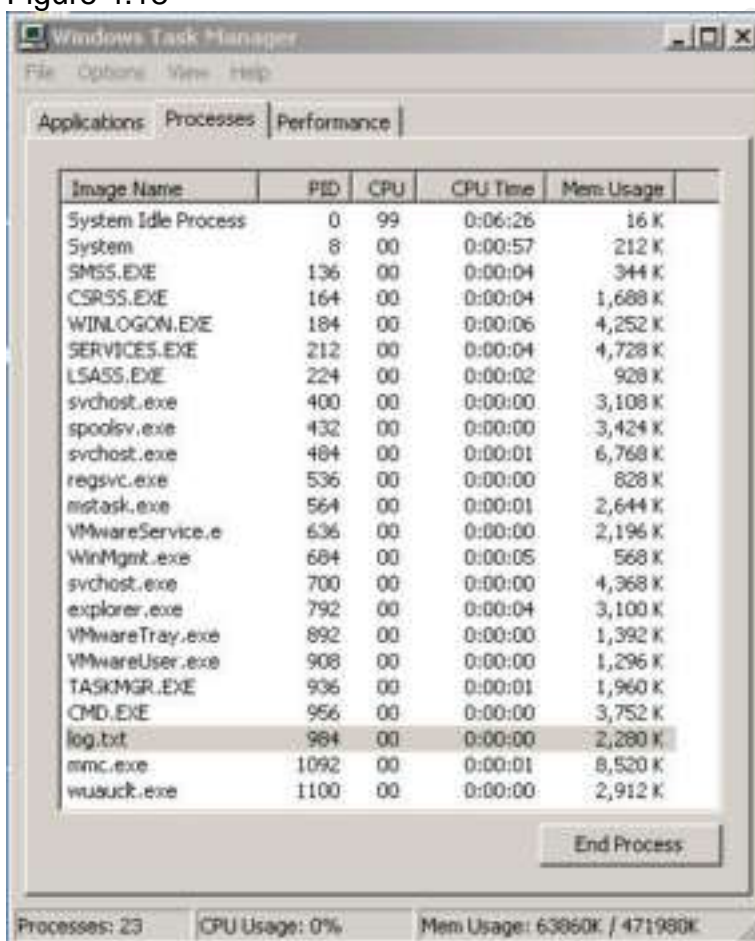 Windows Task Manager
File Options View Help
Applications Processes Performance
Image Name PID CPU CPU Time Mem Usage
System Idle Process 0 99 0:06:26 16 K
System 8 00 0:00:57 212 K
SMSS.EXE 136 00 0:00:04 344 K
CSRSS.EXE 164 00 0:00:04 1,688 K
WINLOGON.EXE 184 00 0:00:06 4,252 K
SERVICES.EXE 212 00 0:00:04 4,728 K
LSASS.EXE 224 00 0:00:02 928 K
svchost.exe 400 00 0:00:00 3,108 K
spoolsv.exe 432 00 0:00:00 3,424 K
svchost.exe 484 00 0:00:01 6,768 K
regsvc.exe 536 00 0:00:00 828 K
mstask.exe 564 00 0:00:01 2,644 K
VMwareService.e 636 00 0:00:00 2,196 K
WinMgmt.exe 684 00 0:00:05 568 K
svchost.exe 700 00 0:00:00 4,368 K
explorer.exe 792 00 0:00:04 3,100 K
VMwareTray.exe 892 00 0:00:00 1,392 K
VMwareUser.exe 908 00 0:00:00 1,296 K
TASKMGR.EXE 936 00 0:00:01 1,960 K
CMD.EXE 956 00 0:00:00 3,752 K
log.txt 984 00 0:00:00 2,280 K
mmc.exe 1092 00 0:00:01 8,520 K
wuauclt.exe 1100 00 0:00:00 2,912 K
End Process
Processes: 23 CPU Usage: 0% Mem Usage: 63860K / 471980K